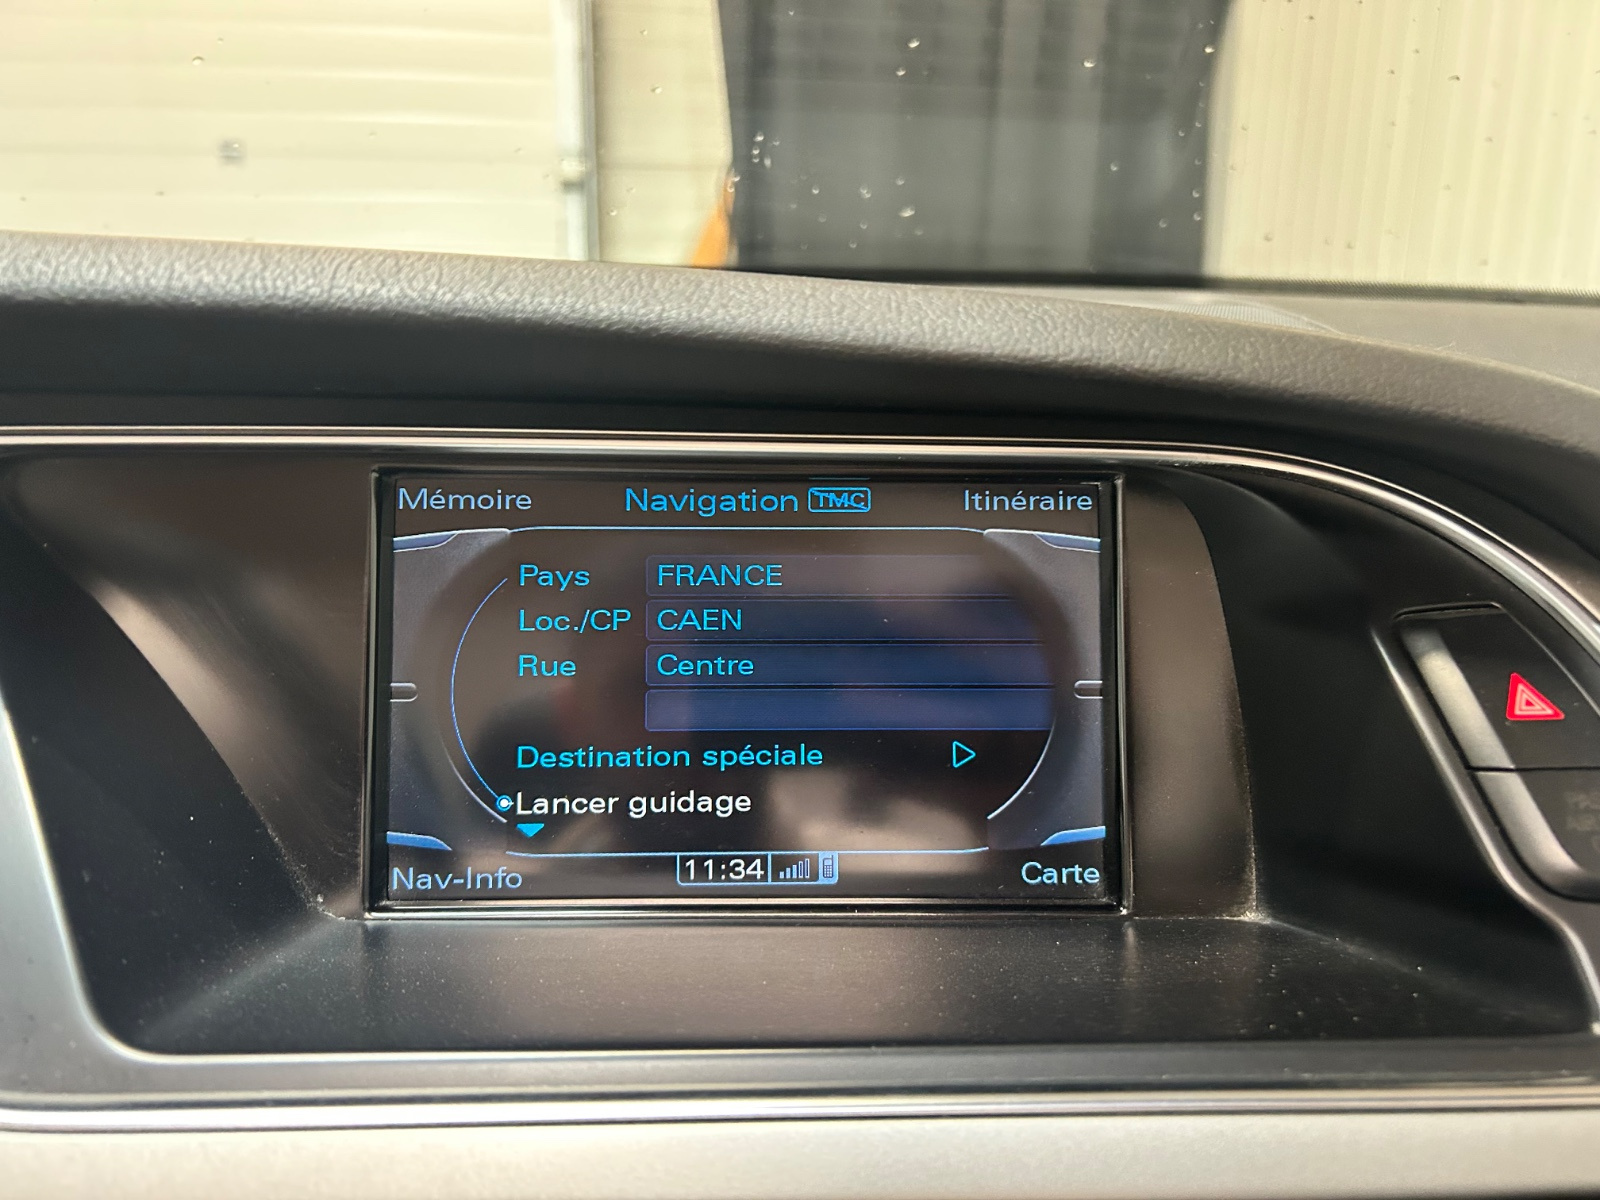 Mémoire Navigation TMC Itinéraire
Pays FRANCE
Loc./CP CAEN
Rue Centre
Destination spéciale
Lancer guidage
Nav-Info 11:34 Carte